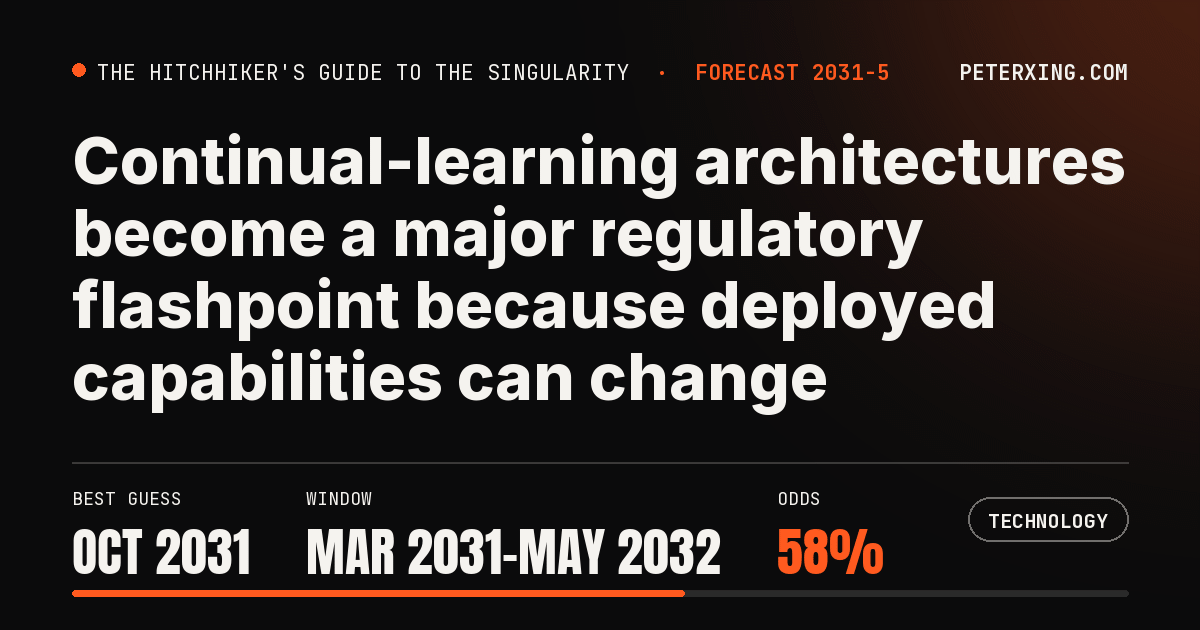 THE HITCHHIKER'S GUIDE TO THE SINGULARITY · FORECAST 2031-5 PETERXING.COM
Continual-learning architectures
become a major regulatory
flashpoint because deployed
capabilities can change
BEST GUESS WINDOW ODDS
OCT 2031 MAR 2031-MAY 2032 58% TECHNOLOGY